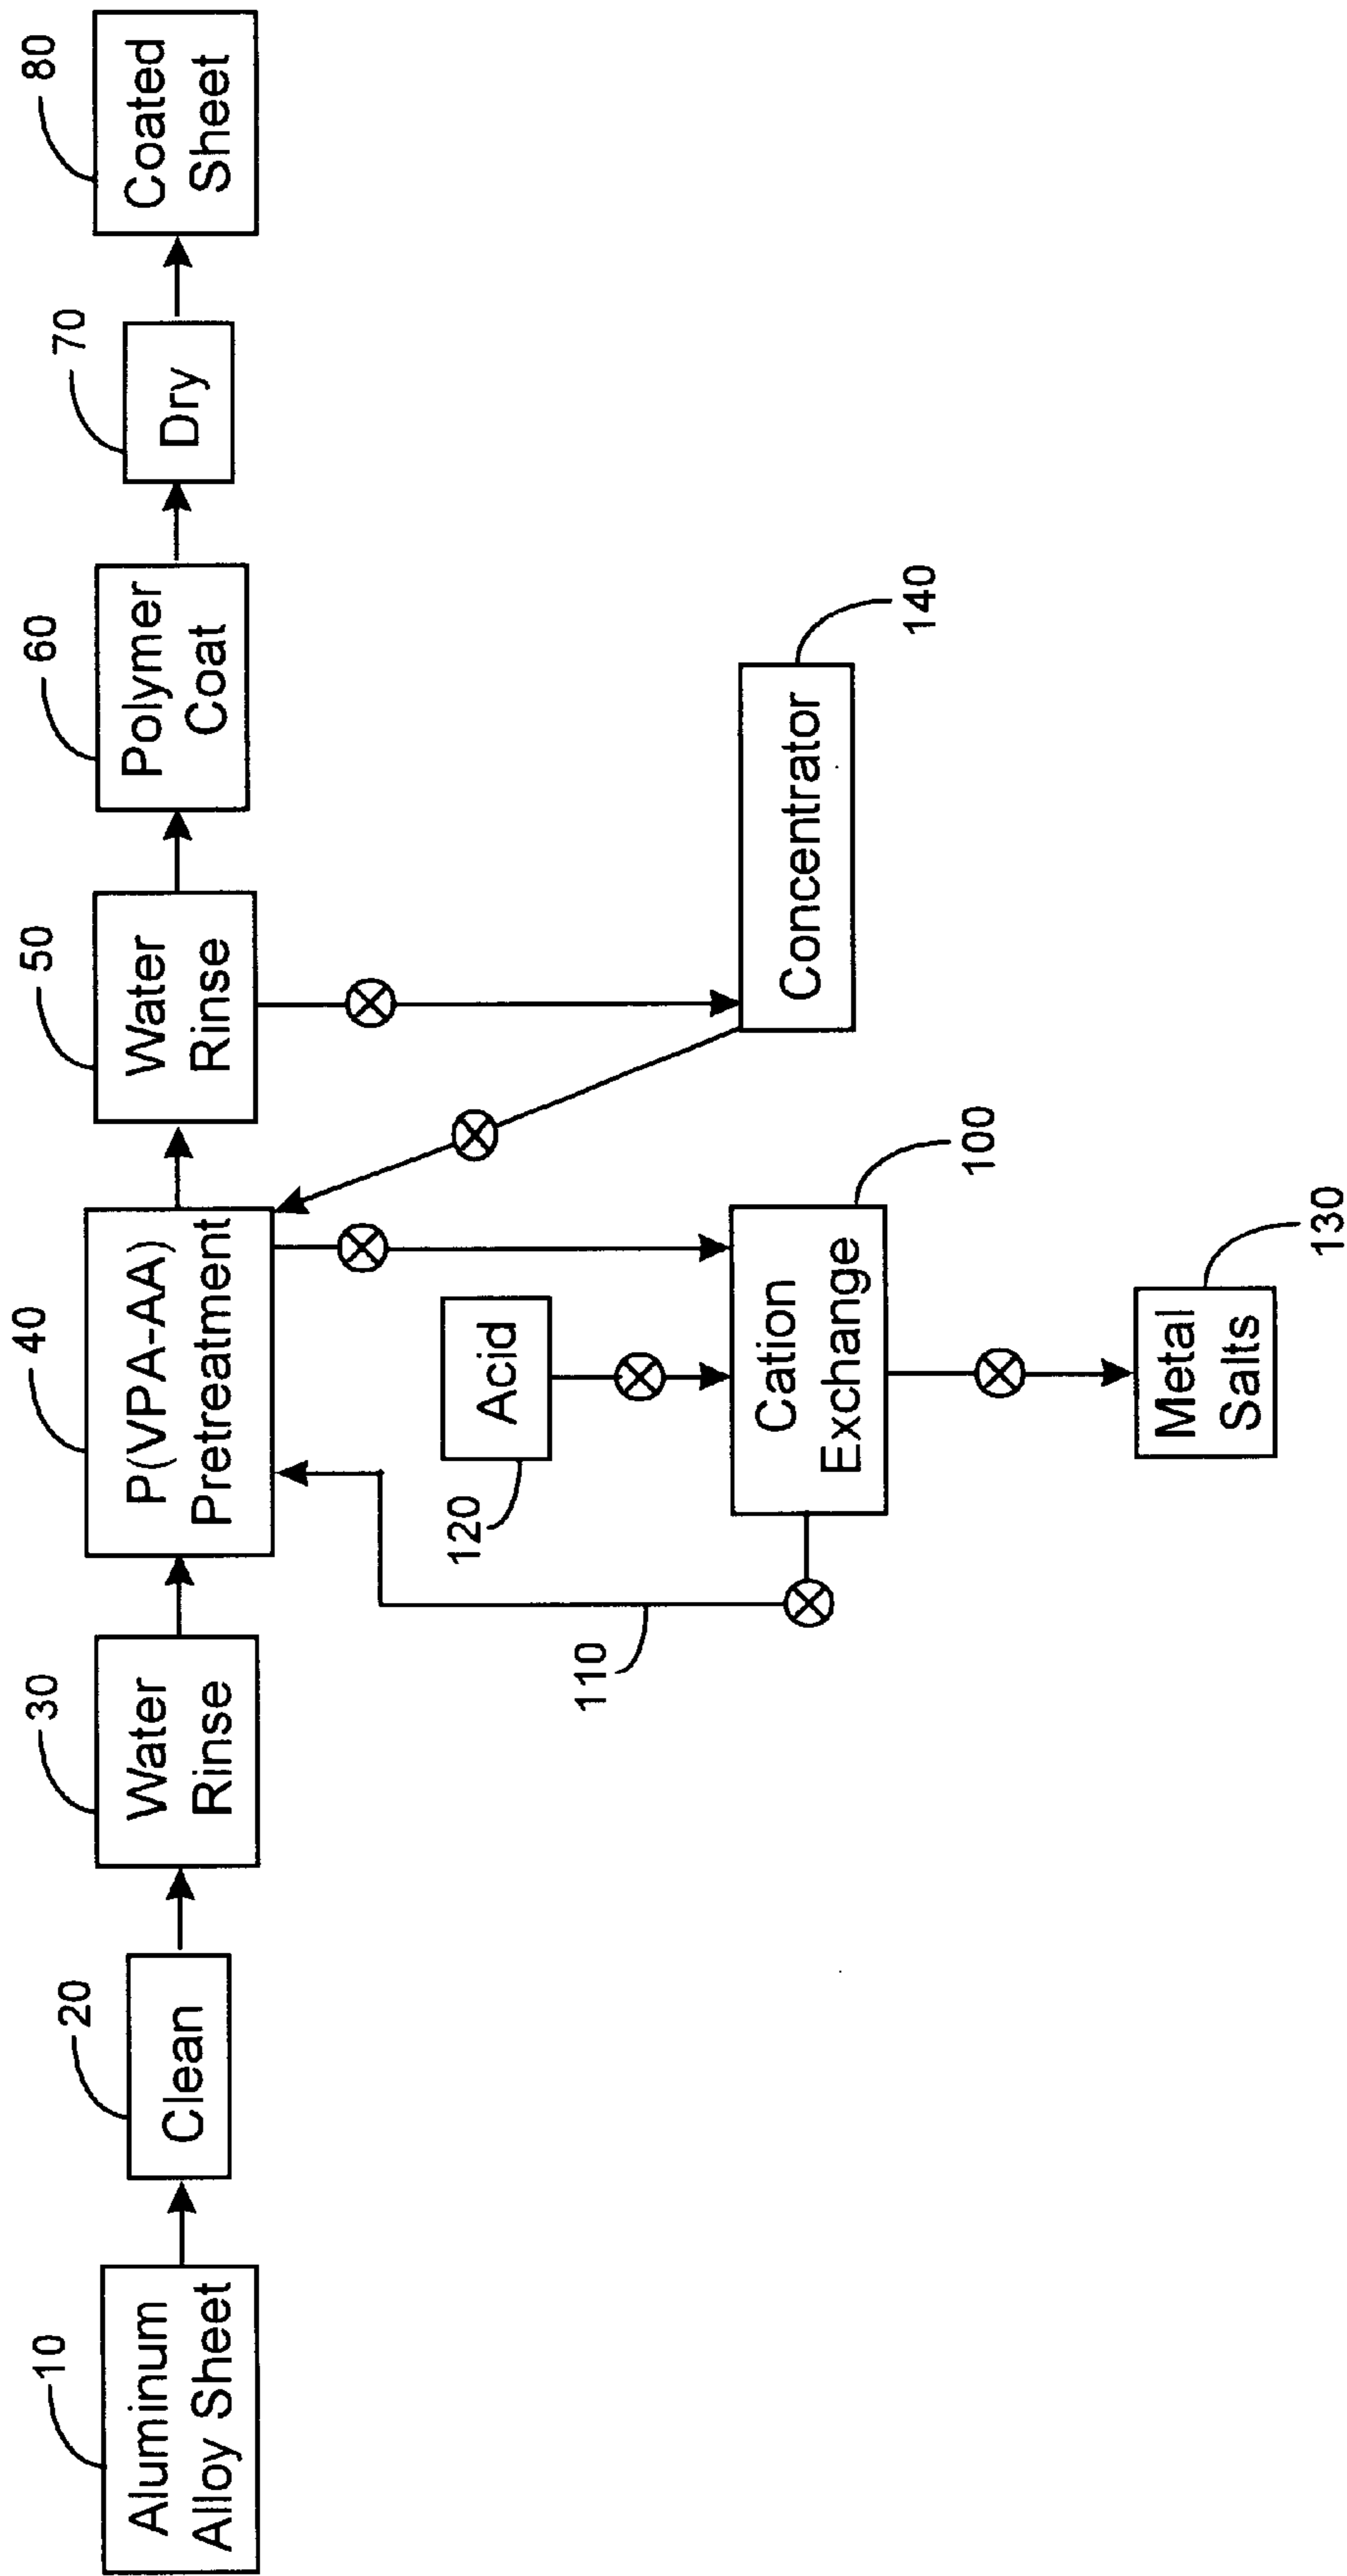 10
Aluminum
Alloy Sheet
20
Clean
30
Water
Rinse
40
P(VPA-AA)
Pretreatment
50
Water
Rinse
60
Polymer
Coat
70
Dry
80
Coated
Sheet
110
120
Acid
Cation
Exchange
100
Concentrator
140
Metal
Salts
130